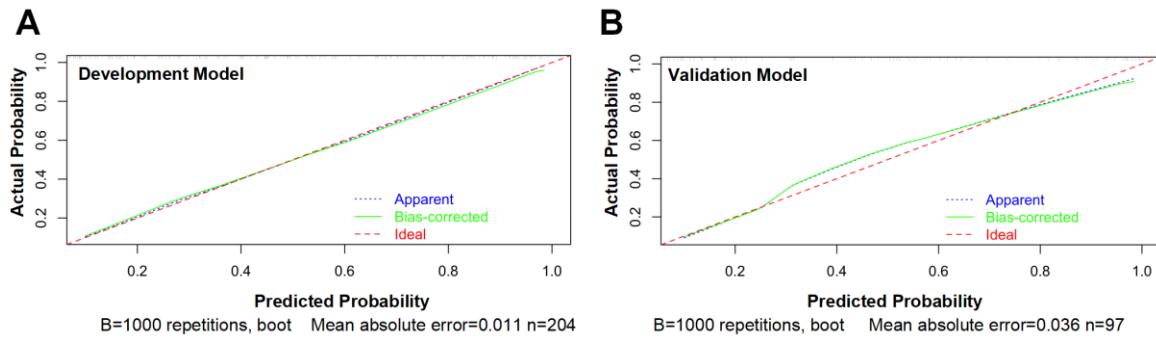 A
Development Model
Actual Probability
1.0
0.8
0.6
0.4
0.2
Apparent
Bias-corrected
Ideal
0.2 0.4 0.6 0.8 1.0
Predicted Probability
B=1000 repetitions, boot Mean absolute error=0.011 n=204
B
Validation Model
Actual Probability
1.0
0.8
0.6
0.4
0.2
Apparent
Bias-corrected
Ideal
0.2 0.4 0.6 0.8 1.0
Predicted Probability
B=1000 repetitions, boot Mean absolute error=0.036 n=97